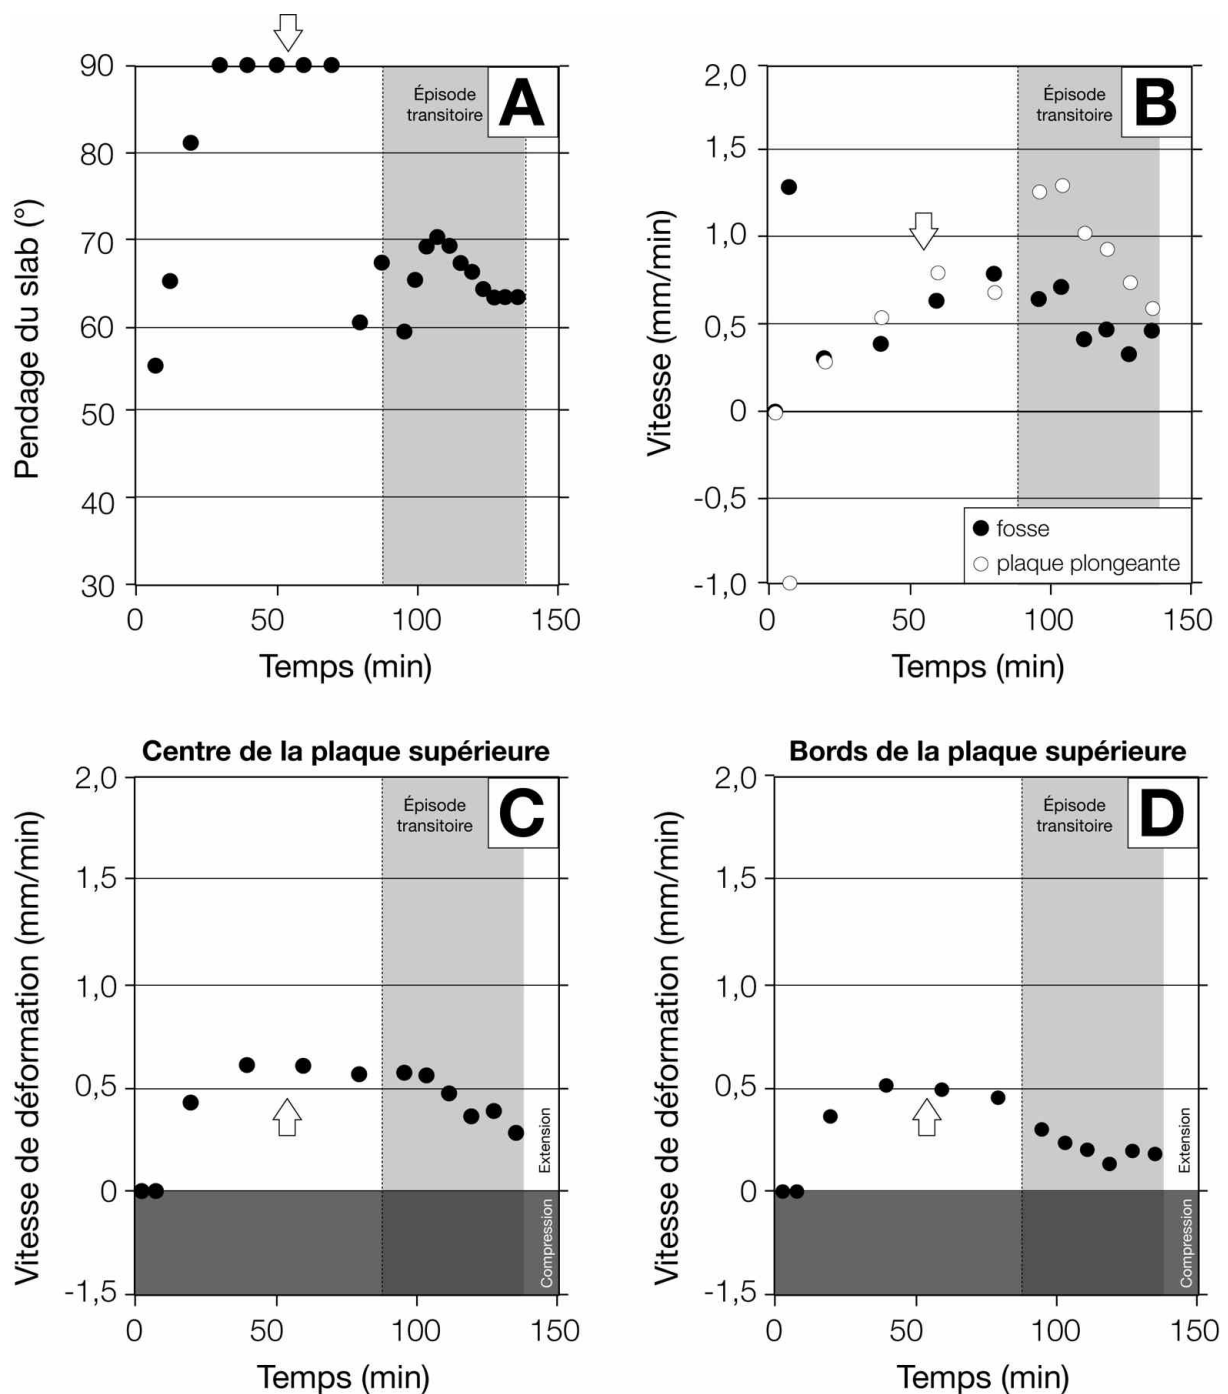 A
Épisode
transitoire
Pendage du slab (°)
90
80
70
60
50
40
30
0
50
100
150
Temps (min)
B
Épisode
transitoire
Vitesse (mm/min)
2,0
1,5
1,0
0,5
0
-0,5
-1,0
fosse
plaque plongeante
0
50
100
150
Temps (min)
Centre de la plaque supérieure
C
Épisode
transitoire
Vitesse de déformation (mm/min)
2,0
1,5
1,0
0,5
0
-1,5
Extension
Compression
0
50
100
150
Temps (min)
Bords de la plaque supérieure
D
Épisode
transitoire
Vitesse de déformation (mm/min)
2,0
1,5
1,0
0,5
0
-1,5
Extension
Compression
0
50
100
150
Temps (min)